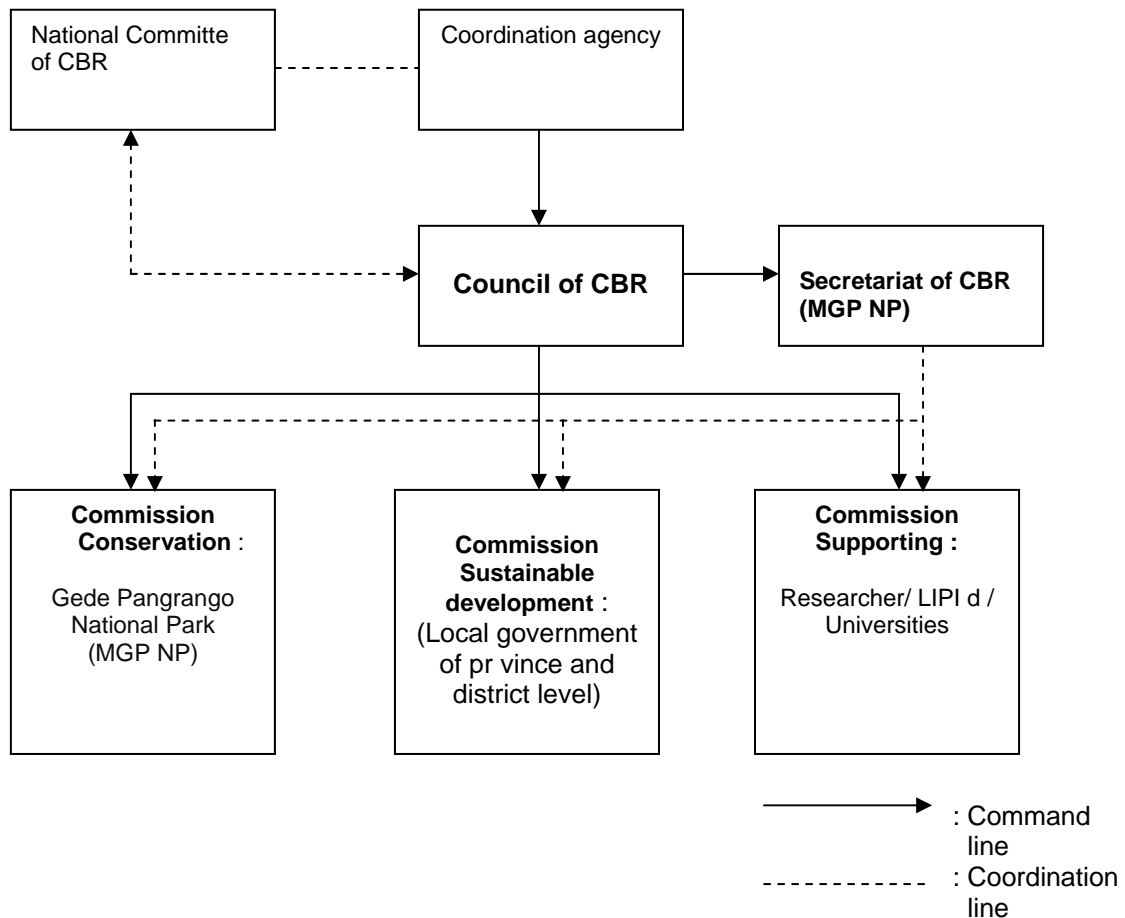 National Committe
of CBR
Coordination agency
Council of CBR
Secretariat of CBR
(MGP NP)
Commission
Conservation :
Gede Pangrango
National Park
(MGP NP)
Commission
Sustainable
development :
(Local government
of pr vince and
district level)
Commission
Supporting :
Researcher/ LIPI d /
Universities
: Command
line
: Coordination
line